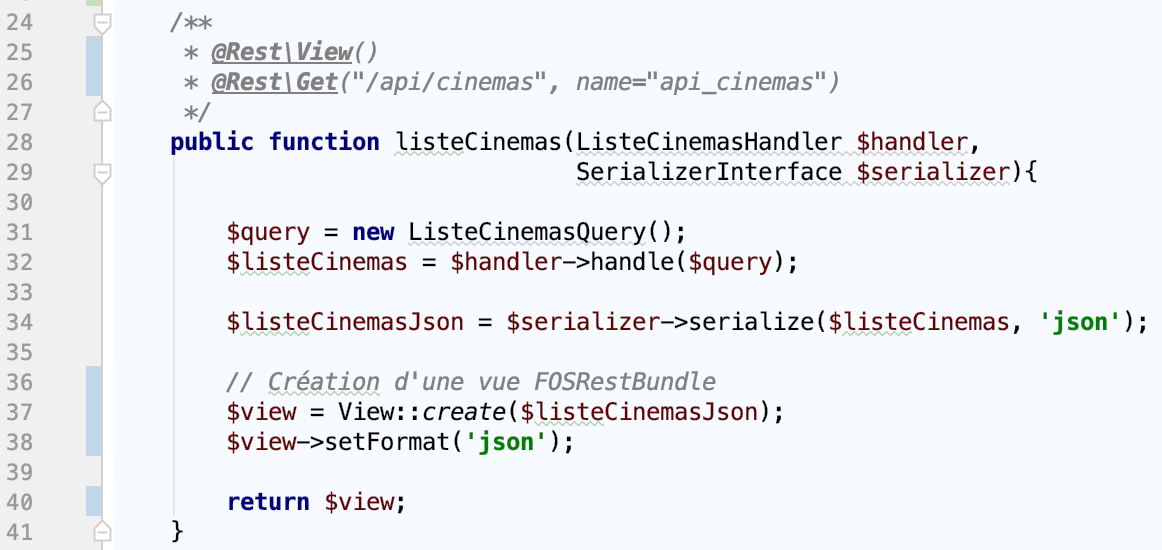 24 /**
25 * @Rest\View()
26 * @Rest\Get("/api/cinemas", name="api_cinemas")
27 */
28 public function listeCinemas(ListeCinemasHandler $handler,
29 SerializerInterface $serializer){
30
31 $query = new ListeCinemasQuery();
32 $listeCinemas = $handler->handle($query);
33
34 $listeCinemasJson = $serializer->serialize($listeCinemas, 'json');
35
36 // Création d'une vue FOSRestBundle
37 $view = View::create($listeCinemasJson);
38 $view->setFormat('json');
39
40 return $view;
41 }